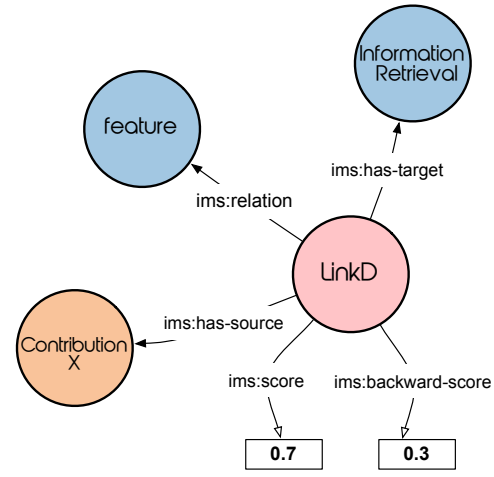 Information
Retrieval
feature
ims:has-target
ims:relation
LinkD
ims:has-source
Contribution
X
ims:score
ims:backward-score
0.7
0.3